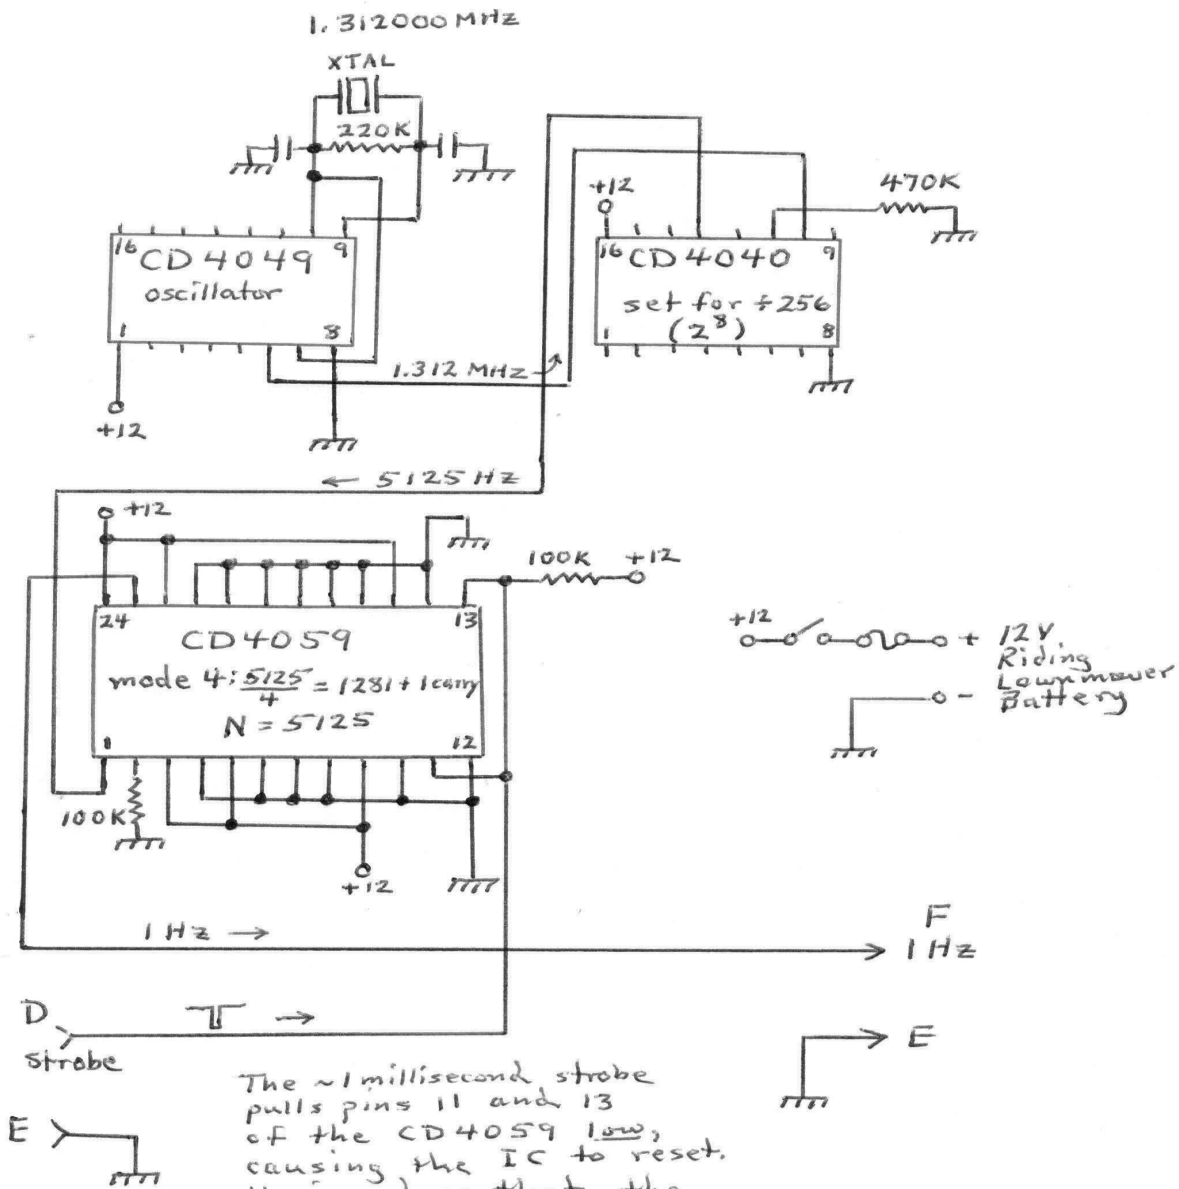 1.312000 MHz
XTAL
220K
16 CD4049 9
oscillator
1 8
+12
1.312 MHz
+12
470K
16 CD4040 9
set for ÷256
1 (2⁸) 8
← 5125 Hz
+12
100K +12
24 13
CD4059
mode 4: 5125/4 = 1281 + 1 carry
N = 5125
1 12
100K
+12
+12
+ 12V
Riding
Lawnmower
- Battery
1 Hz →
F
1 Hz
D
strobe
E
E
The ~1 millisecond strobe
pulls pins 11 and 13
of the CD4059 low,
causing the IC to reset.